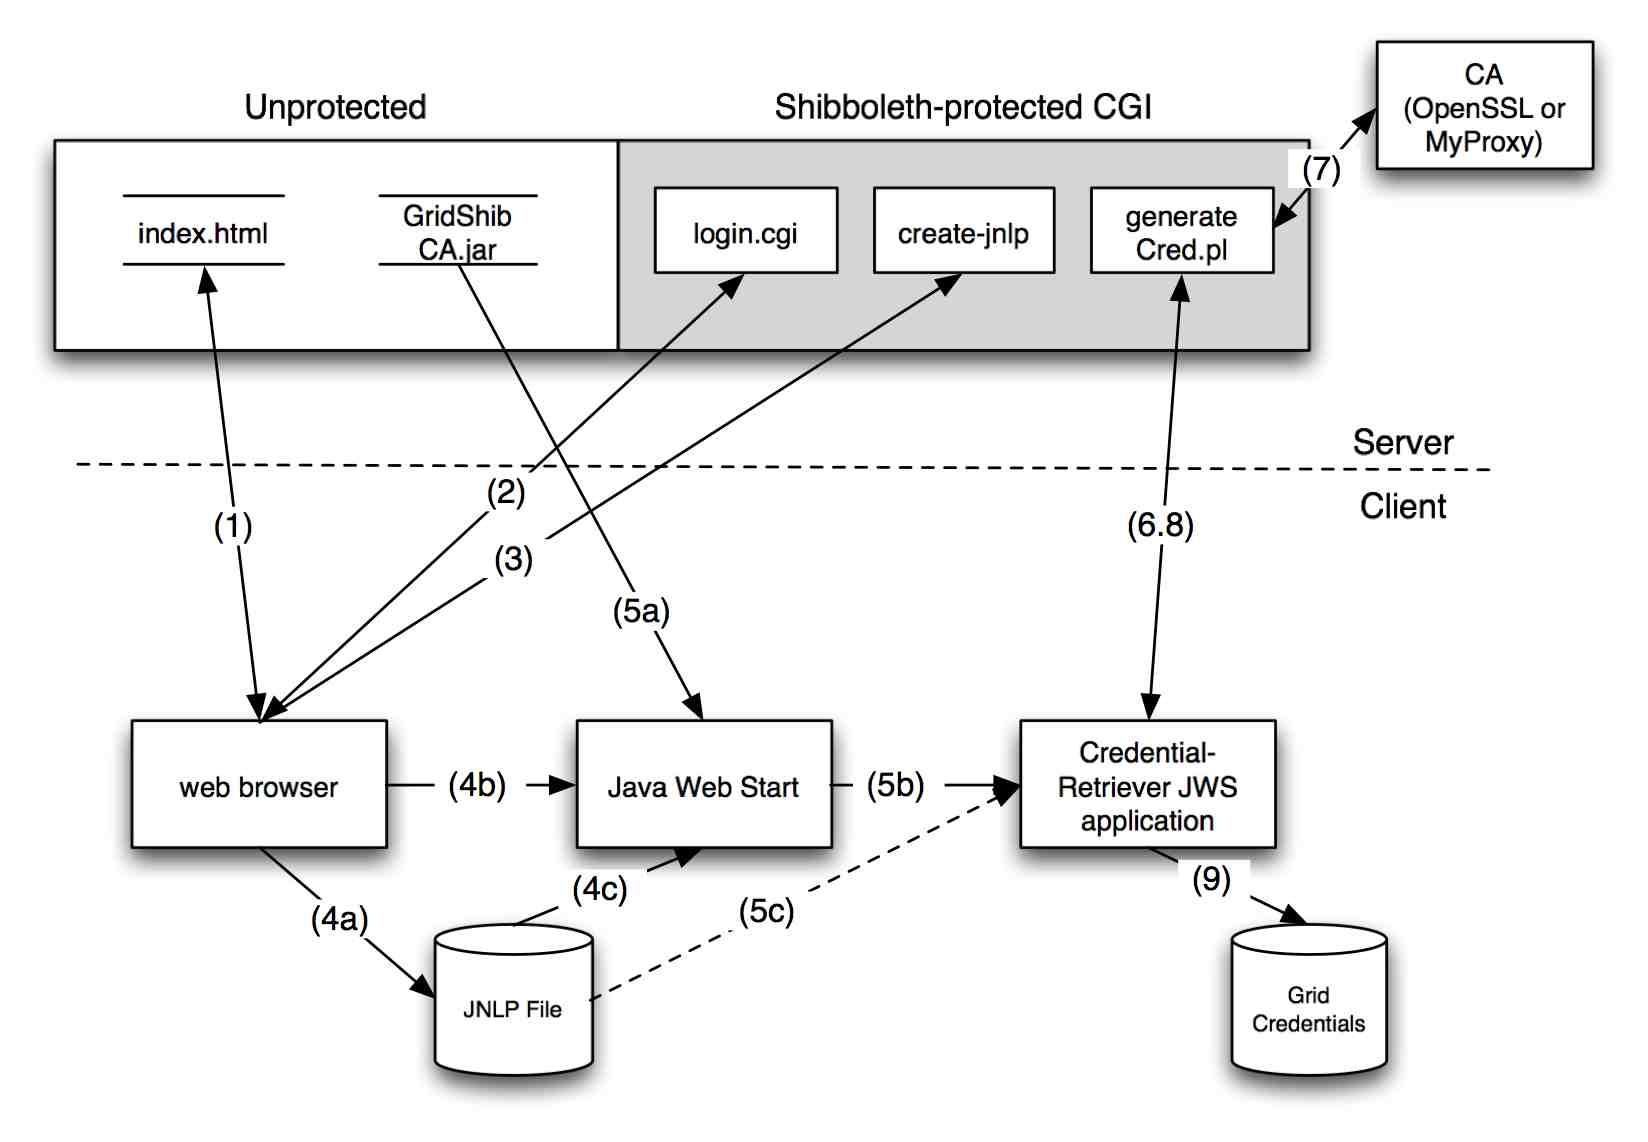 Unprotected
Shibboleth-protected CGI
CA
(OpenSSL or
MyProxy)
(7)
index.html
GridShib
CA.jar
login.cgi
create-jnlp
generate
Cred.pl
Server
Client
(1)
(2)
(3)
(5a)
(6.8)
web browser
(4b)
Java Web Start
(5b)
Credential-
Retriever JWS
application
(4a)
(4c)
(5c)
(9)
JNLP File
Grid
Credentials